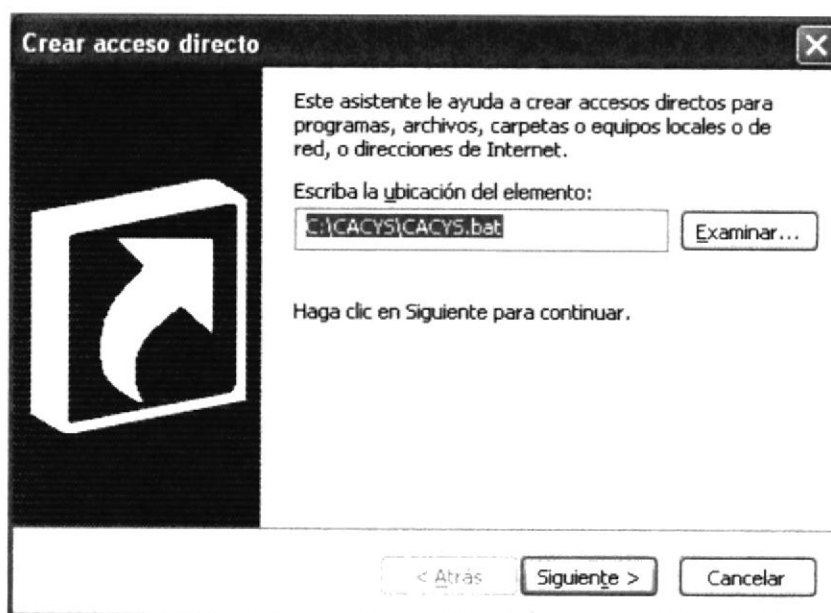 Crear acceso directo
Este asistente le ayuda a crear accesos directos para
programas, archivos, carpetas o equipos locales o de
red, o direcciones de Internet.
Escriba la ubicación del elemento:
C:\CACYS\CACYS.bat
Examinar...
Haga clic en Siguiente para continuar.
< Atrás
Siguiente >
Cancelar